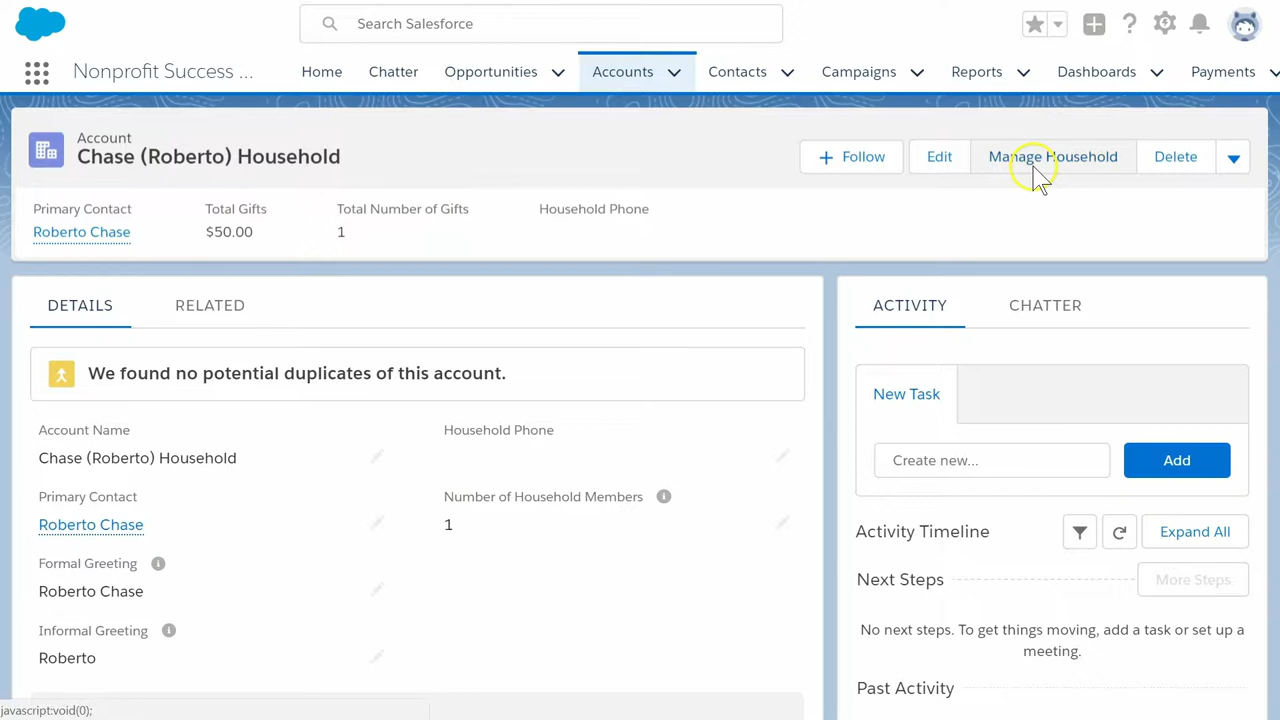 Search Salesforce
Nonprofit Success ... Home Chatter Opportunities Accounts Contacts Campaigns Reports Dashboards Payments
Account
Chase (Roberto) Household
Follow Edit Manage Household Delete
Primary Contact Total Gifts Total Number of Gifts Household Phone
Roberto Chase $50.00 1
DETAILS RELATED
We found no potential duplicates of this account.
Account Name Household Phone
Chase (Roberto) Household
Primary Contact Number of Household Members
Roberto Chase 1
Formal Greeting
Roberto Chase
Informal Greeting
Roberto
javascript:void(0);
ACTIVITY CHATTER
New Task
Create new... Add
Activity Timeline Expand All
Next Steps More Steps
No next steps. To get things moving, add a task or set up a
meeting.
Past Activity